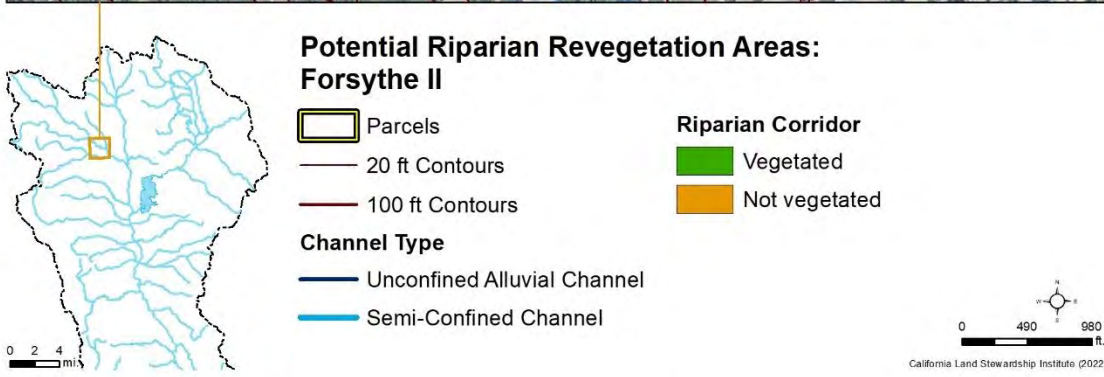 Potential Riparian Revegetation Areas:
Forsythe II
Parcels
20 ft Contours
100 ft Contours
Channel Type
Unconfined Alluvial Channel
Semi-Confined Channel
Riparian Corridor
Vegetated
Not vegetated
0 2 4
mi.
N
W E
S
0 490 980
ft.
California Land Stewardship Institute (2022